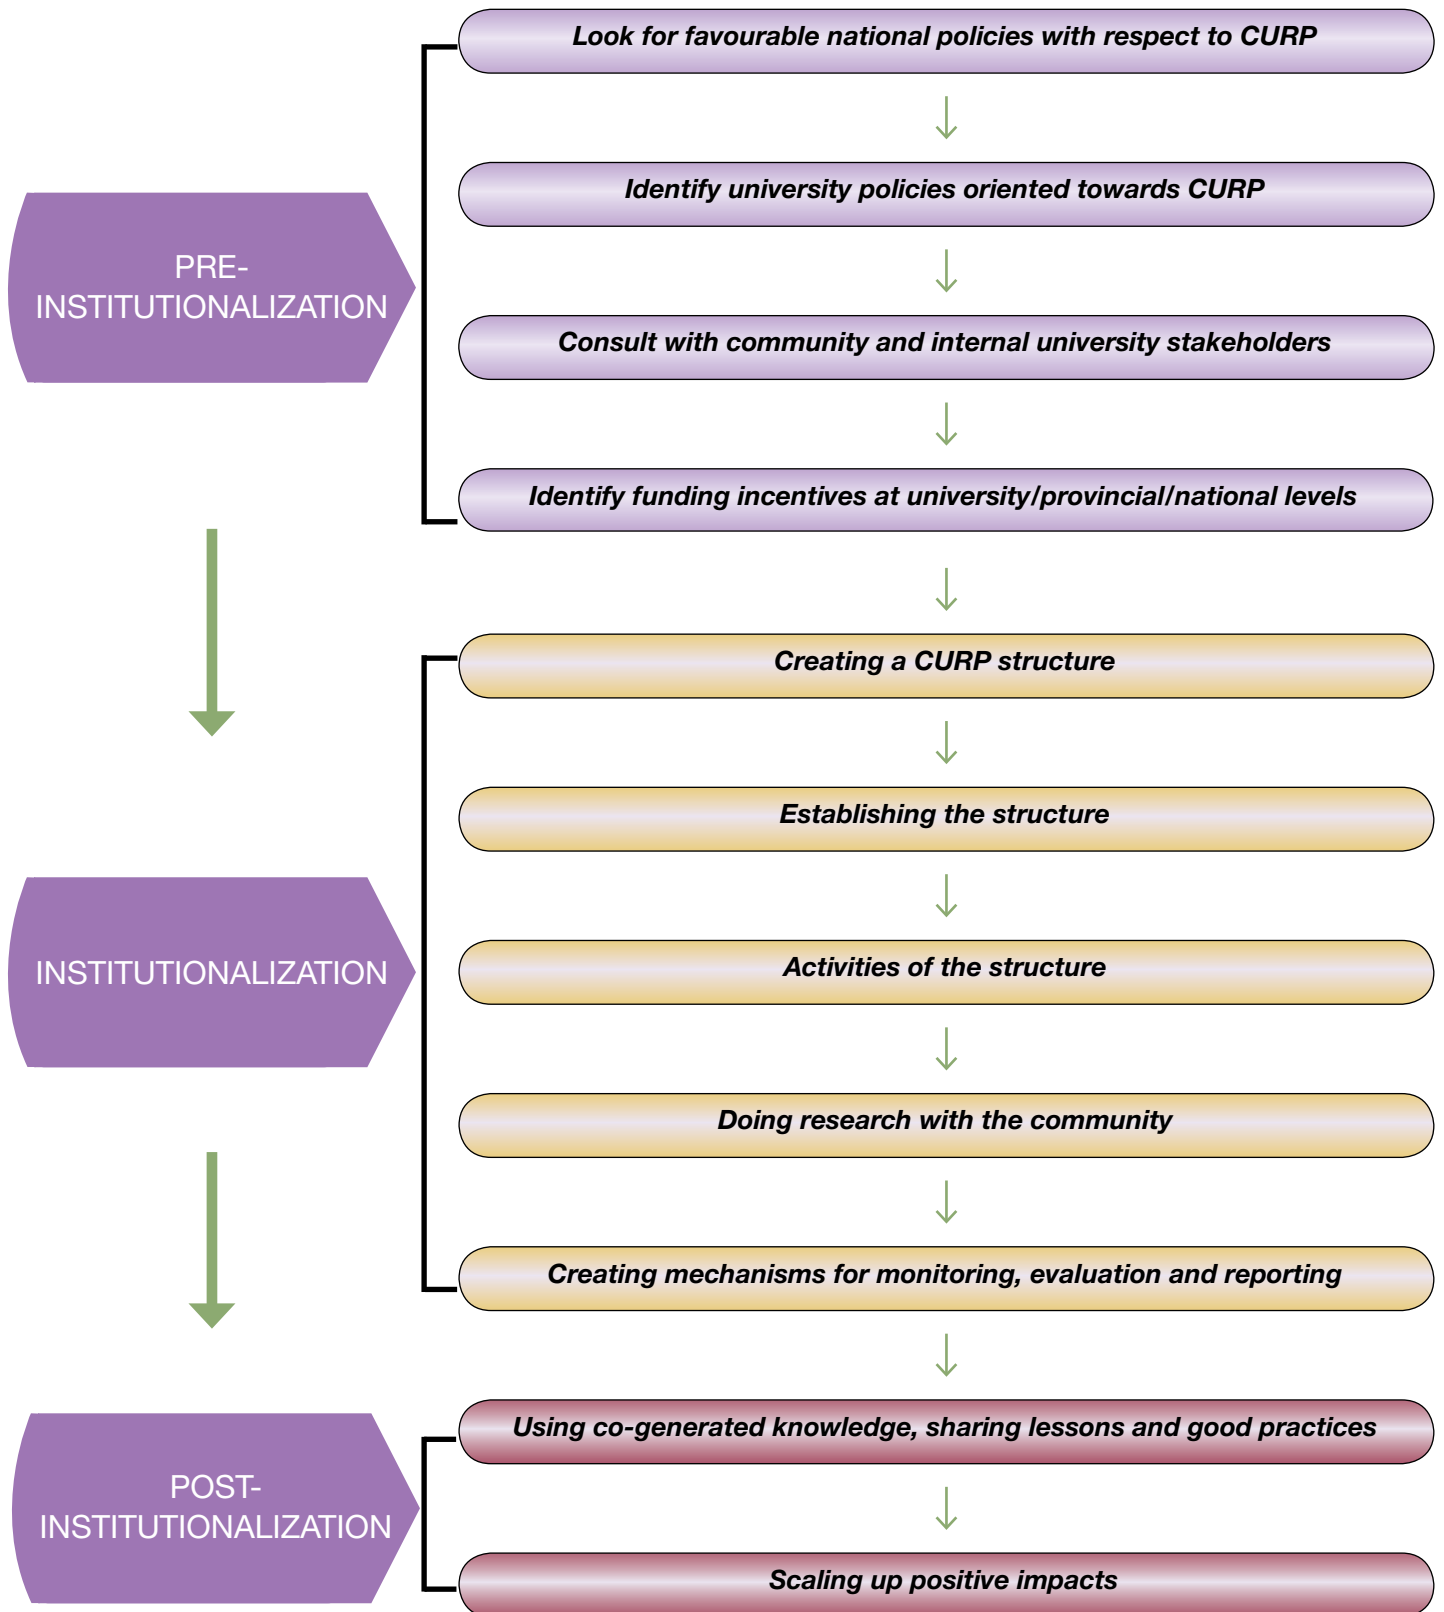 Look for favourable national policies with respect to CURP
Identify university policies oriented towards CURP
PRE-
INSTITUTIONALIZATION
Consult with community and internal university stakeholders
Identify funding incentives at university/provincial/national levels
Creating a CURP structure
Establishing the structure
INSTITUTIONALIZATION
Activities of the structure
Doing research with the community
Creating mechanisms for monitoring, evaluation and reporting
Using co-generated knowledge, sharing lessons and good practices
POST-
INSTITUTIONALIZATION
Scaling up positive impacts